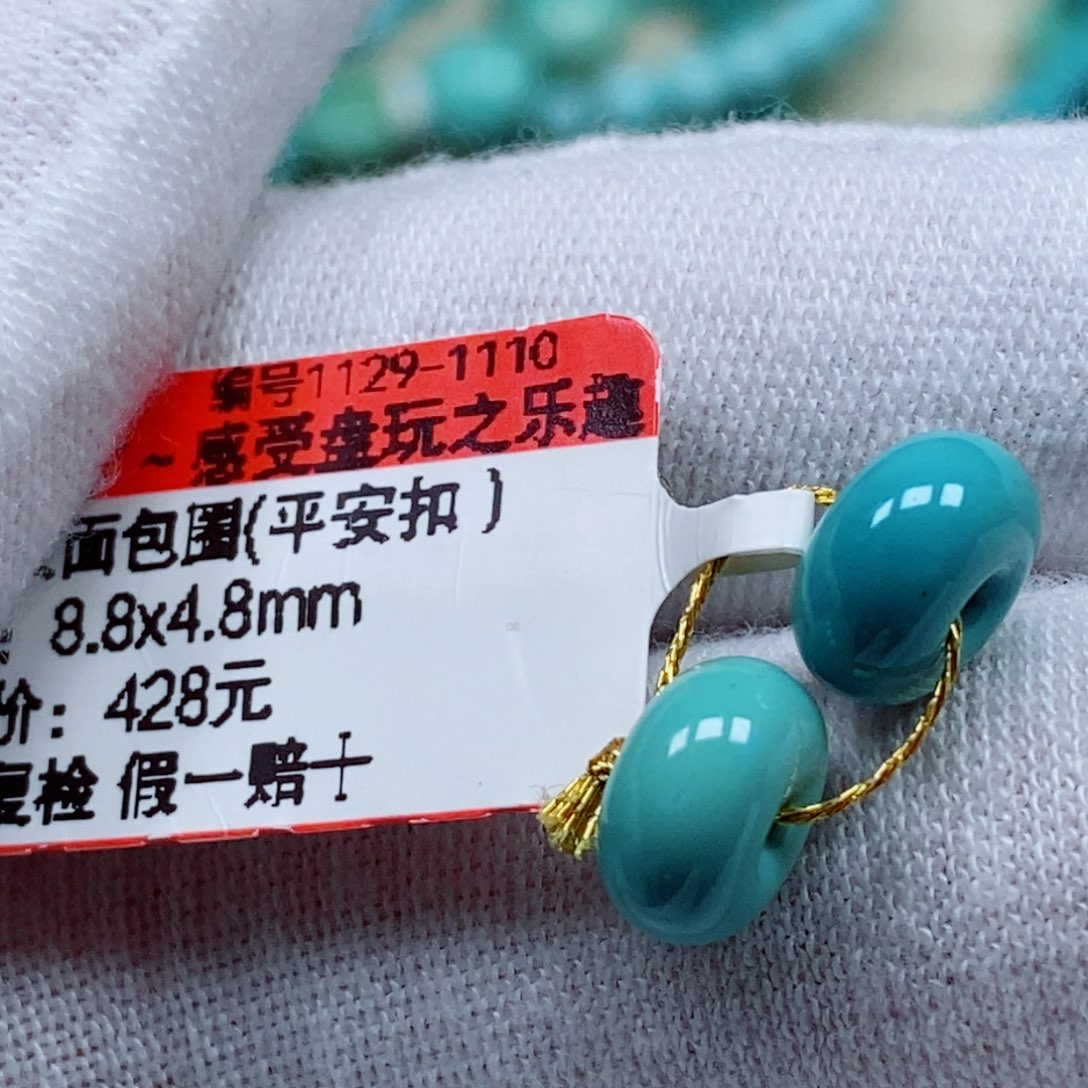 编号1129-1110
~感受盘玩之乐趣
面包圈(平安扣)
8.8x4.8mm
价：428元
复检 假一赔十